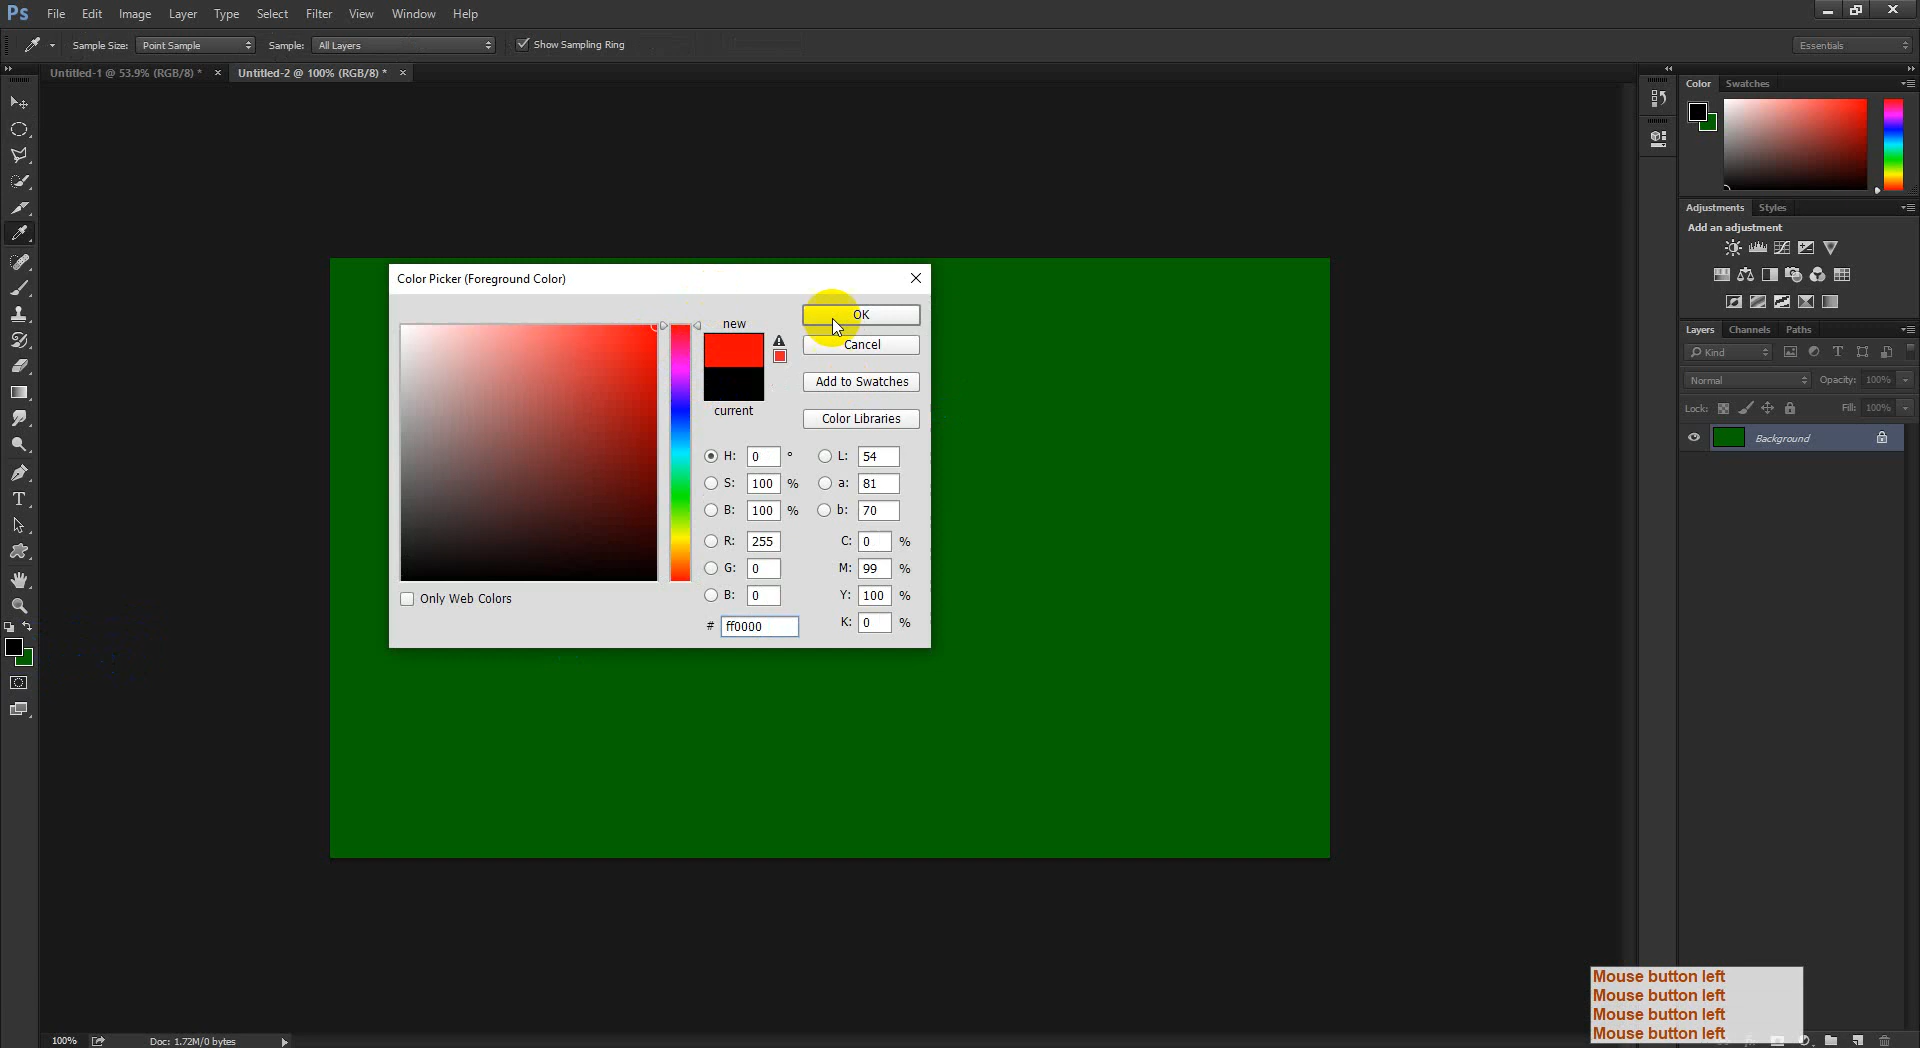 Ps File Edit Image Layer Type Select Filter View Window Help
Sample Size: Point Sample Sample: All Layers Show Sampling Ring Essentials
Untitled-1 @ 53.9% (RGB/8) * × Untitled-2 @ 100% (RGB/8) * ×
Color Swatches
Adjustments Styles
Add an adjustment
Color Picker (Foreground Color)
new
OK
Cancel
current
Add to Swatches
Color Libraries
H: 0 ° L: 54
S: 100 % a: 81
B: 100 % b: 70
R: 255 C: 0 %
G: 0 M: 99 %
B: 0 Y: 100 %
Only Web Colors
# ff0000 K: 0 %
Layers Channels Paths
Kind
Normal Opacity: 100%
Lock: Fill: 100%
Background
Mouse button left
Mouse button left
Mouse button left
Mouse button left
100% Doc: 1.72M/0 bytes